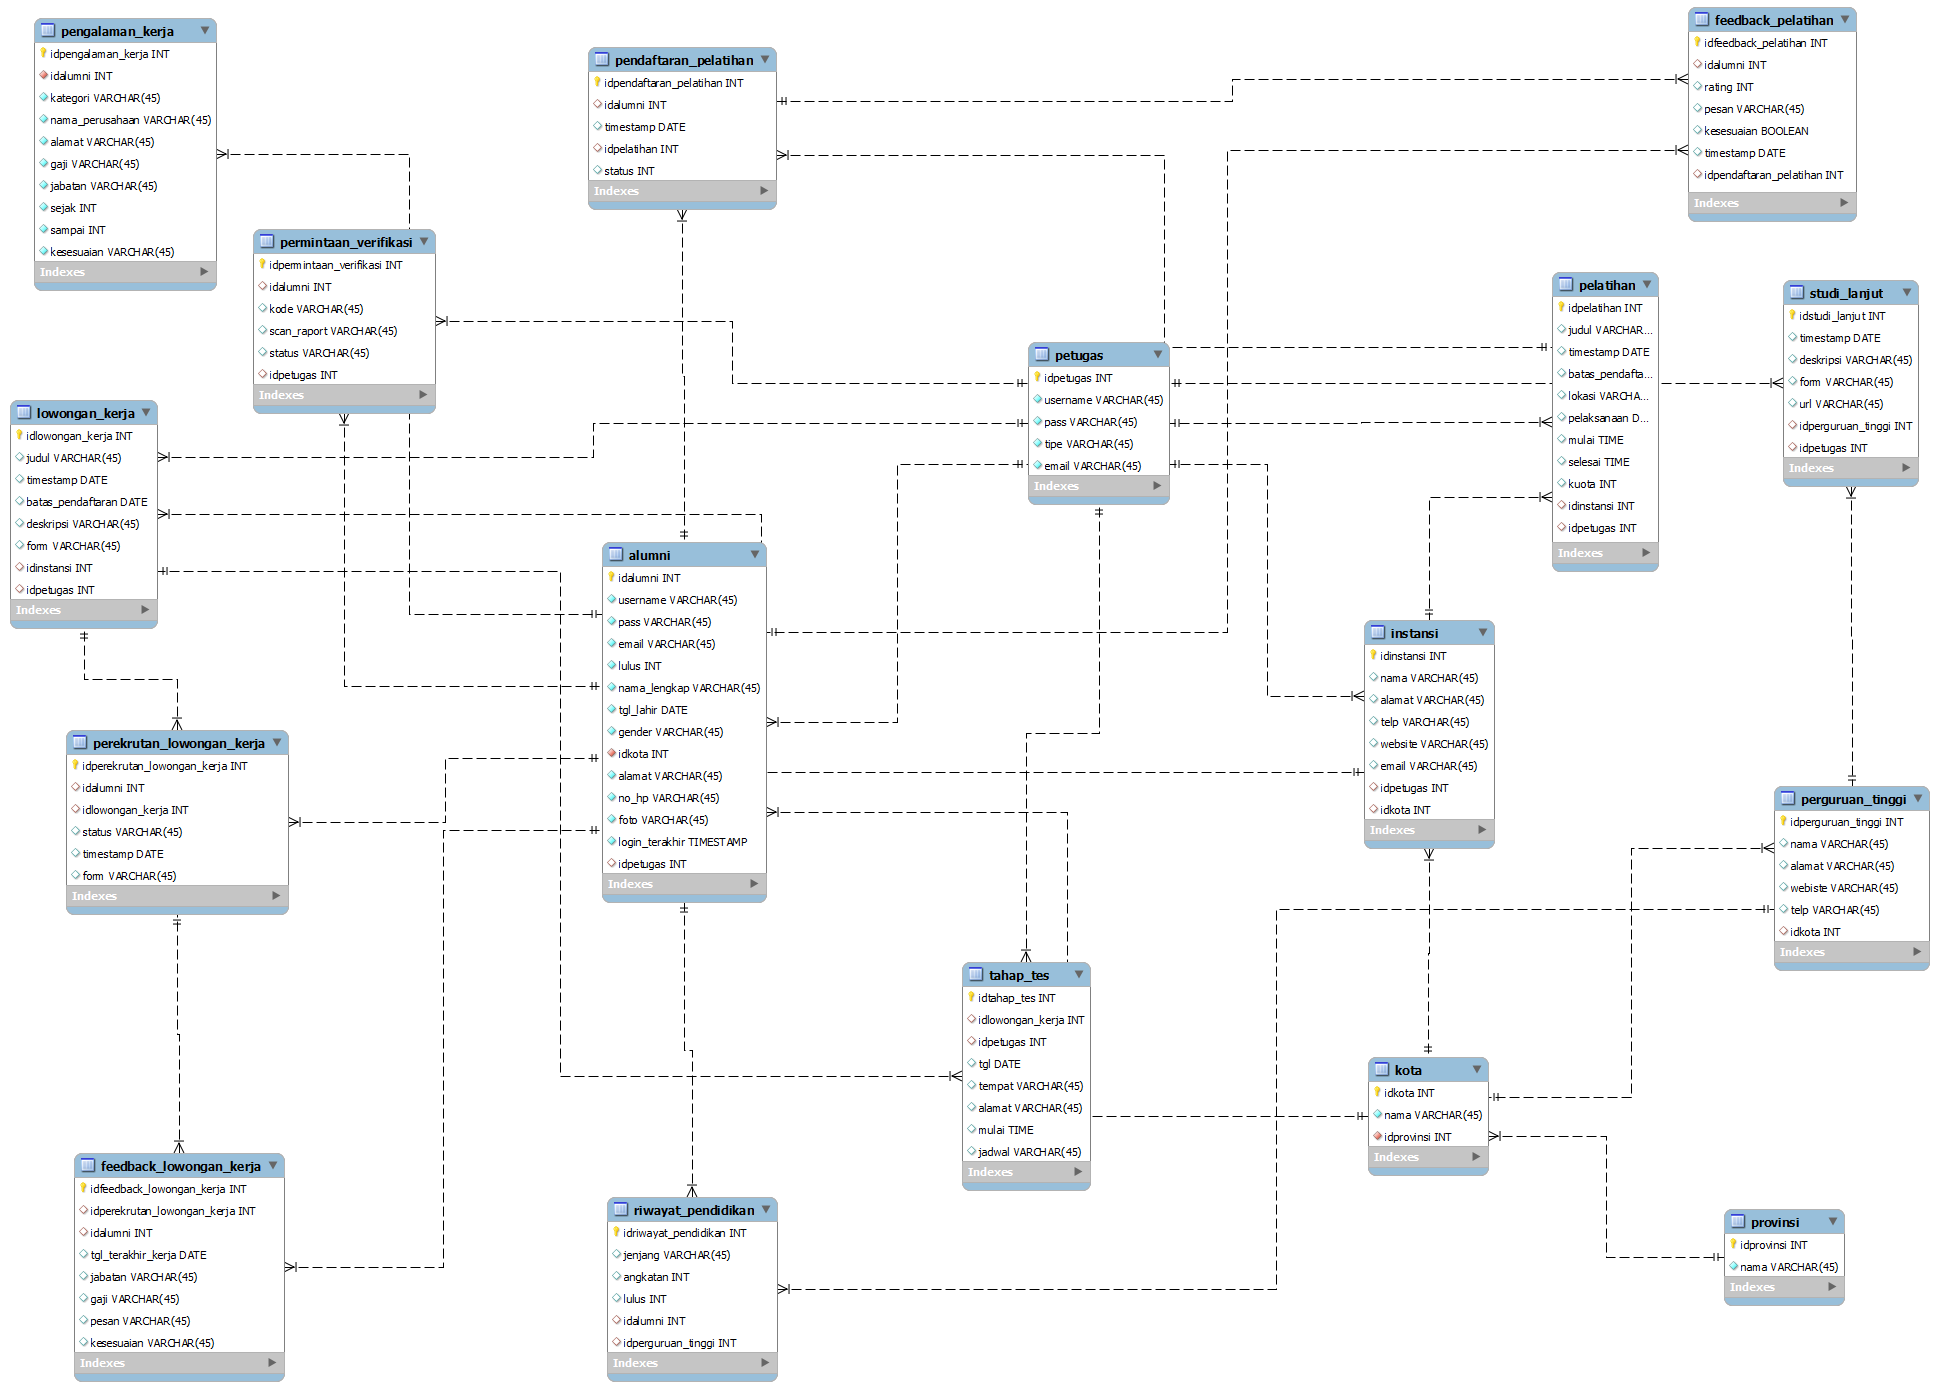 pengalaman_kerja
idpengalaman_kerja INT
idalumni INT
kategori VARCHAR(45)
nama_perusahaan VARCHAR(45)
alamat VARCHAR(45)
gaji VARCHAR(45)
jabatan VARCHAR(45)
sejak INT
sampai INT
kesesuaian VARCHAR(45)
Indexes
pendaftaran_pelatihan
idpendaftaran_pelatihan INT
idalumni INT
timestamp DATE
idpelatihan INT
status INT
Indexes
feedback_pelatihan
idfeedback_pelatihan INT
idalumni INT
rating INT
pesan VARCHAR(45)
kesesuaian BOOLEAN
timestamp DATE
idpendaftaran_pelatihan INT
Indexes
permintaan_verifikasi
idpermintaan_verifikasi INT
idalumni INT
kode VARCHAR(45)
scan_raport VARCHAR(45)
status VARCHAR(45)
idpetugas INT
Indexes
pelatihan
idpelatihan INT
judul VARCHAR...
timestamp DATE
batas_pendafta...
lokasi VARCHA...
pelaksanaan D...
mulai TIME
selesai TIME
kuota INT
idinstansi INT
idpetugas INT
Indexes
studi_lanjut
idstudi_lanjut INT
timestamp DATE
deskripsi VARCHAR(45)
form VARCHAR(45)
url VARCHAR(45)
idperguruan_tinggi INT
idpetugas INT
Indexes
petugas
idpetugas INT
username VARCHAR(45)
pass VARCHAR(45)
tipe VARCHAR(45)
email VARCHAR(45)
Indexes
lowongan_kerja
idlowongan_kerja INT
judul VARCHAR(45)
timestamp DATE
batas_pendaftaran DATE
deskripsi VARCHAR(45)
form VARCHAR(45)
idinstansi INT
idpetugas INT
Indexes
alumni
idalumni INT
username VARCHAR(45)
pass VARCHAR(45)
email VARCHAR(45)
lulus INT
nama_lengkap VARCHAR(45)
tgl_lahir DATE
gender VARCHAR(45)
idkota INT
alamat VARCHAR(45)
no_hp VARCHAR(45)
foto VARCHAR(45)
login_terakhir TIMESTAMP
idpetugas INT
Indexes
instansi
idinstansi INT
nama VARCHAR(45)
alamat VARCHAR(45)
telp VARCHAR(45)
website VARCHAR(45)
email VARCHAR(45)
idpetugas INT
idkota INT
Indexes
perekrutan_lowongan_kerja
idperekrutan_lowongan_kerja INT
idalumni INT
idlowongan_kerja INT
status VARCHAR(45)
timestamp DATE
form VARCHAR(45)
Indexes
perguruan_tinggi
idperguruan_tinggi INT
nama VARCHAR(45)
alamat VARCHAR(45)
webiste VARCHAR(45)
telp VARCHAR(45)
idkota INT
Indexes
tahap_tes
idtahap_tes INT
idlowongan_kerja INT
idpetugas INT
tgl DATE
tempat VARCHAR(45)
alamat VARCHAR(45)
mulai TIME
jadwal VARCHAR(45)
Indexes
kota
idkota INT
nama VARCHAR(45)
idprovinsi INT
Indexes
feedback_lowongan_kerja
idfeedback_lowongan_kerja INT
idperekrutan_lowongan_kerja INT
idalumni INT
tgl_terakhir_kerja DATE
jabatan VARCHAR(45)
gaji VARCHAR(45)
pesan VARCHAR(45)
kesesuaian VARCHAR(45)
Indexes
riwayat_pendidikan
idriwayat_pendidikan INT
jenjang VARCHAR(45)
angkatan INT
lulus INT
idalumni INT
idperguruan_tinggi INT
Indexes
provinsi
idprovinsi INT
nama VARCHAR(45)
Indexes